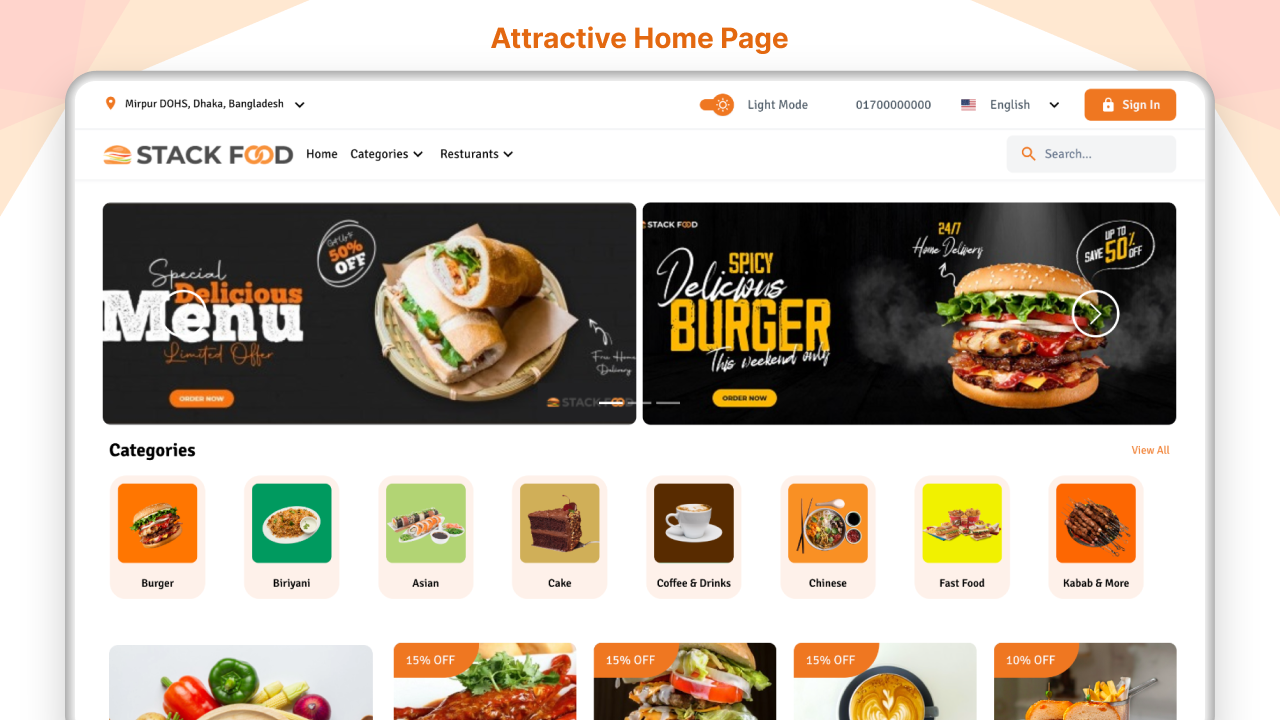 Attractive Home Page
Mirpur DOHS, Dhaka, Bangladesh
Light Mode
01700000000
English
Sign In
STACK FOOD
Home
Categories
Resturants
Search...
Special
Delicious
Menu
Limited Offer
ORDER NOW
Get Up To
50%
OFF
Free Home
Delivery
STACK FOOD
STACK FOOD
SPICY
Delicious
BURGER
This weekend only
ORDER NOW
24/7
Home Delivery
UP TO
SAVE 50% OFF
Categories
View All
Burger
Biriyani
Asian
Cake
Coffee & Drinks
Chinese
Fast Food
Kabab & More
15% OFF
15% OFF
15% OFF
10% OFF